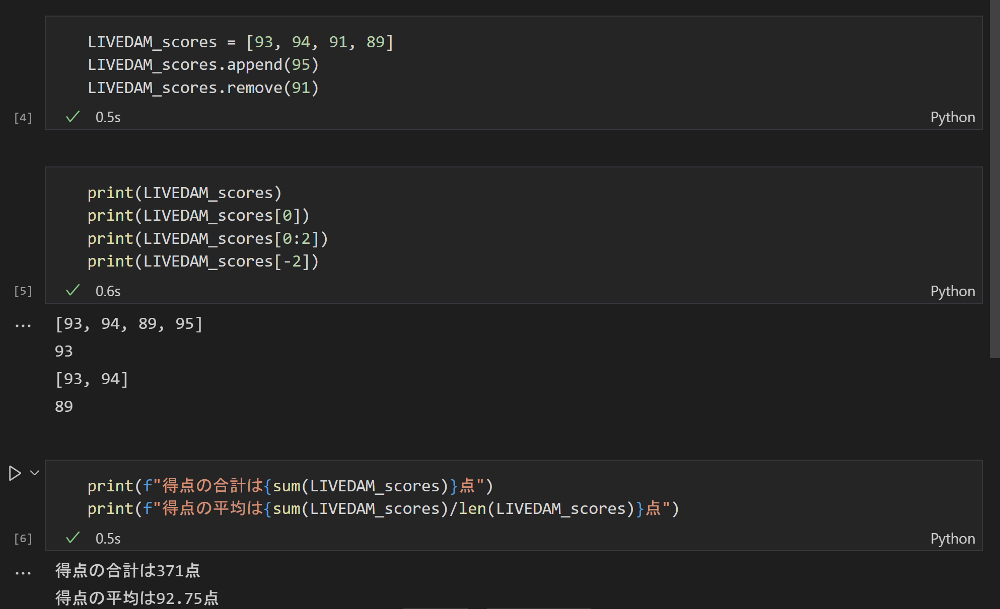 LIVEDAM_scores = [93, 94, 91, 89]
LIVEDAM_scores.append(95)
LIVEDAM_scores.remove(91)
[4] 0.5s Python
print(LIVEDAM_scores)
print(LIVEDAM_scores[0])
print(LIVEDAM_scores[0:2])
print(LIVEDAM_scores[-2])
[5] 0.6s Python
... [93, 94, 89, 95]
93
[93, 94]
89
print(f"得点の合計は{sum(LIVEDAM_scores)}点")
print(f"得点の平均は{sum(LIVEDAM_scores)/len(LIVEDAM_scores)}点")
[6] 0.5s Python
... 得点の合計は371点
得点の平均は92.75点